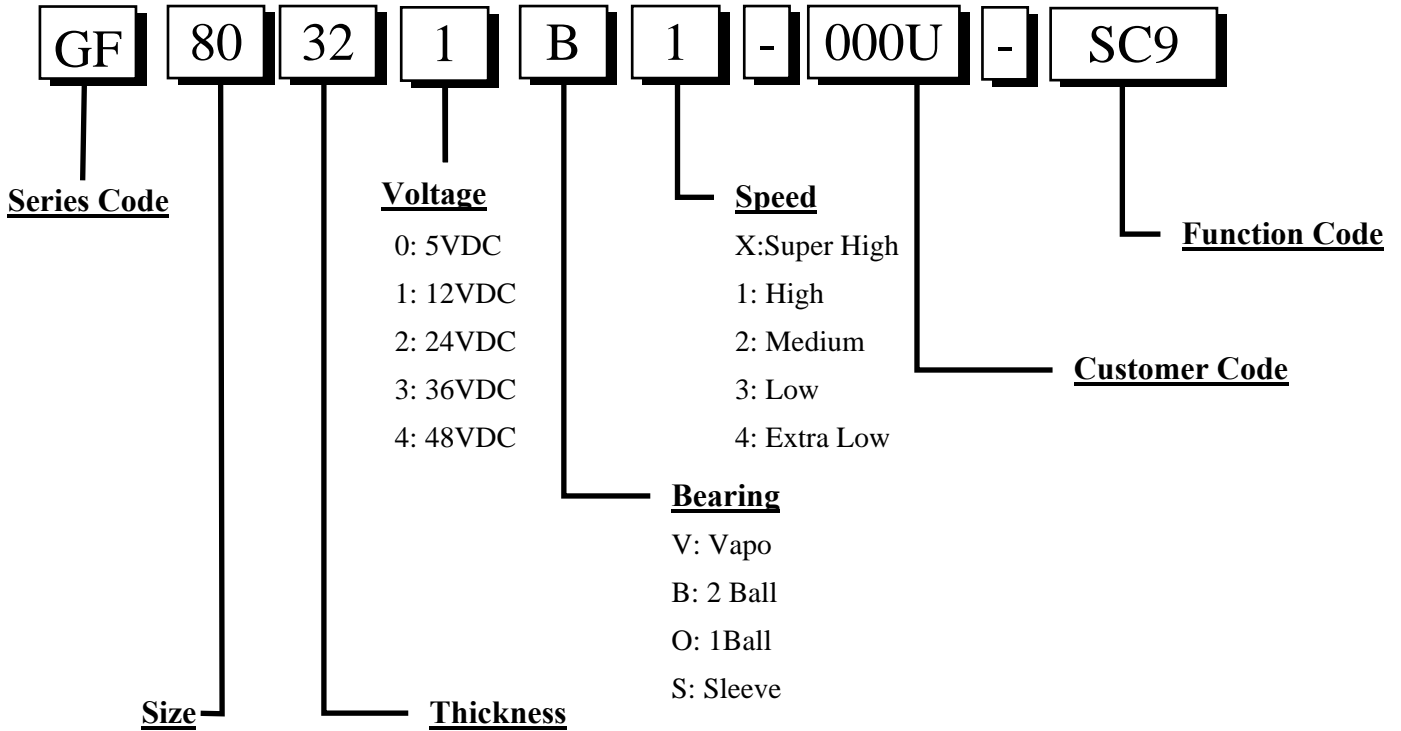 GF 80 32 1 B 1 - 000U - SC9
Series Code
Voltage
0: 5VDC
1: 12VDC
2: 24VDC
3: 36VDC
4: 48VDC
Speed
X:Super High
1: High
2: Medium
3: Low
4: Extra Low
Function Code
Customer Code
Bearing
V: Vapo
B: 2 Ball
O: 1Ball
S: Sleeve
Size
Thickness